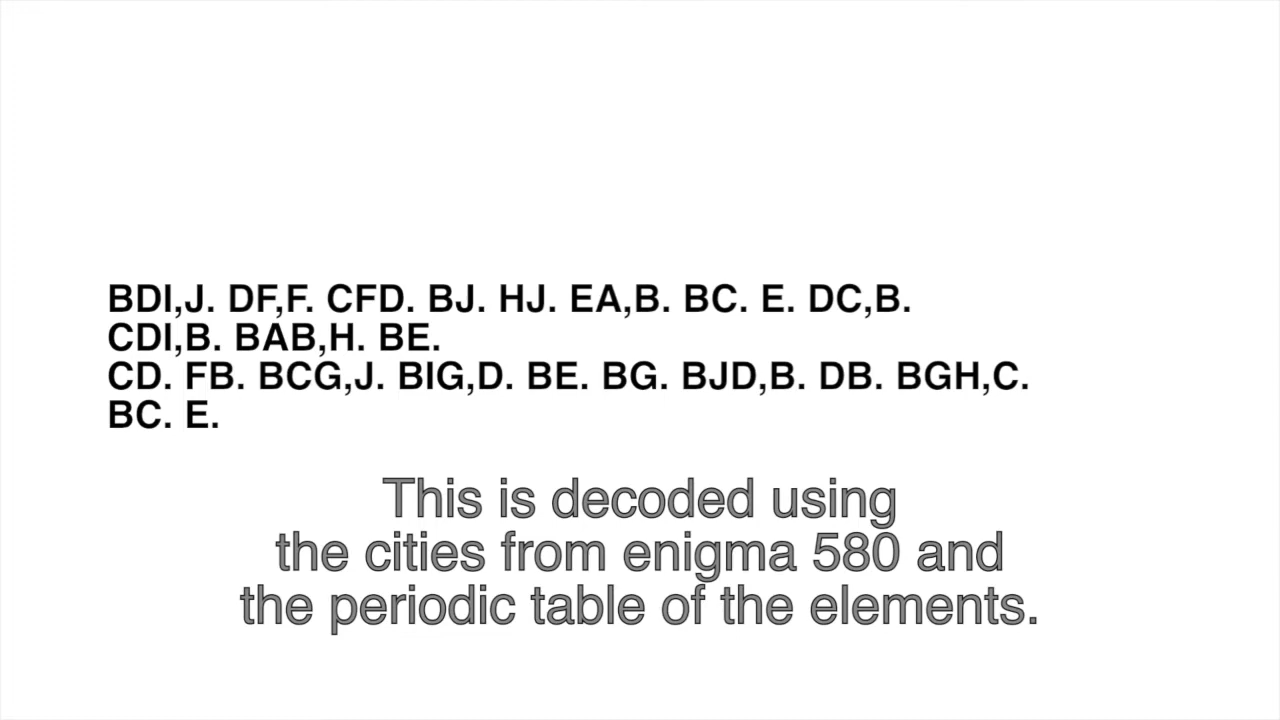 BDI,J. DF,F. CFD. BJ. HJ. EA,B. BC. E. DC,B.
CDI,B. BAB,H. BE.
CD. FB. BCG,J. BIG,D. BE. BG. BJD,B. DB. BGH,C.
BC. E.
This is decoded using
the cities from enigma 580 and
the periodic table of the elements.